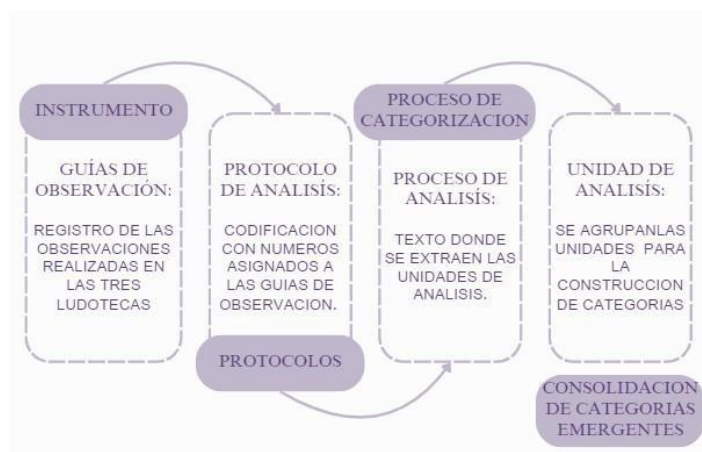 INSTRUMENTO
GUÍAS DE
OBSERVACIÓN:
REGISTRO DE LAS
OBSERVACIONES
REALIZADAS EN
LAS TRES
LUDOTECAS
PROTOCOLO
DE ANALISÍS:
CODIFICACION
CON NUMEROS
ASIGNADOS A
LAS GUIAS DE
OBSERVACION.
PROTOCOLOS
PROCESO DE
CATEGORIZACION
PROCESO DE
ANALISÍS:
TEXTO DONDE
SE EXTRAEN LAS
UNIDADES DE
ANALISIS.
UNIDAD DE
ANALISÍS:
SE AGRUPANLAS
UNIDADES PARA
LA
CONSTRUCCION
DE CATEGORIAS
CONSOLIDACION
DE CATEGORIAS
EMERGENTES